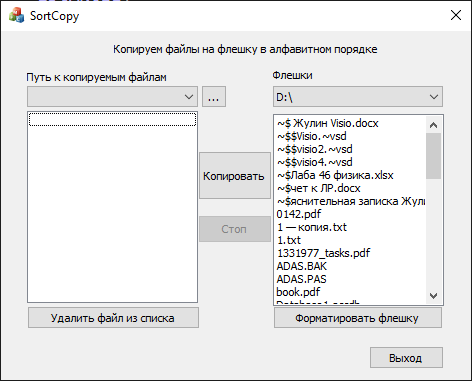 SortCopy
Копируем файлы на флешку в алфавитном порядке
Путь к копируемым файлам
...
Флешки
D:\
Копировать
Стоп
~$ Жулин Visio.docx
~$$Visio.~vsd
~$$visio2.~vsd
~$$visio4.~vsd
~$Лаба 46 физика.xlsx
~$чет к ЛР.docx
~$яснительная записка Жули
0142.pdf
1 — копия.txt
1.txt
1331977_tasks.pdf
ADAS.BAK
ADAS.PAS
book.pdf
Database1.accdb
Удалить файл из списка
Форматировать флешку
Выход